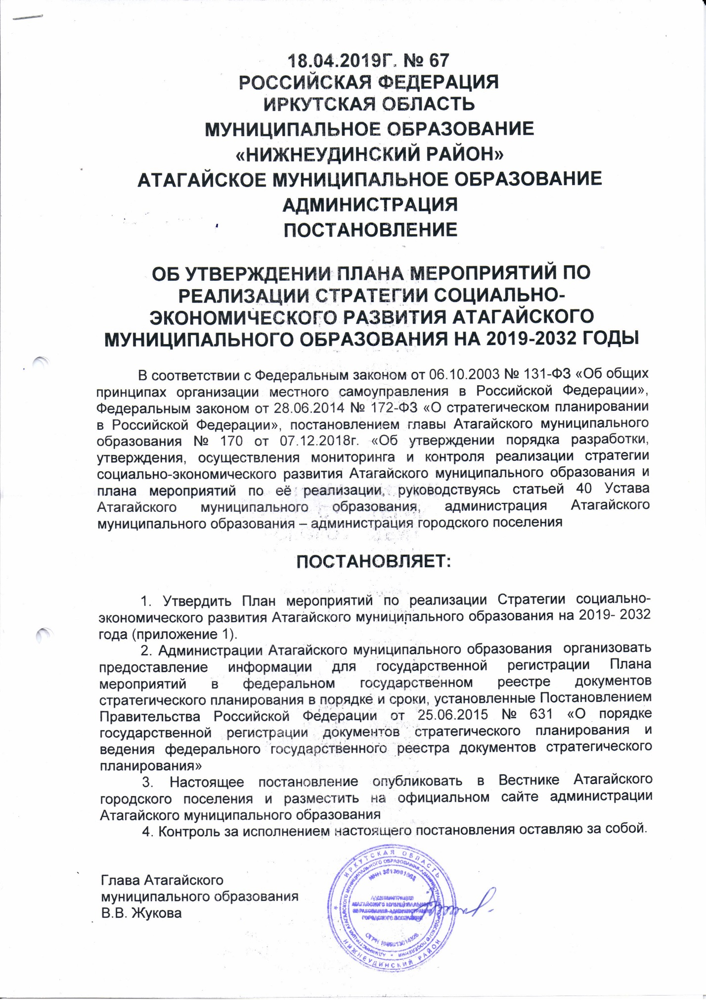 18.04.2019Г. № 67
РОССИЙСКАЯ ФЕДЕРАЦИЯ
ИРКУТСКАЯ ОБЛАСТЬ
МУНИЦИПАЛЬНОЕ ОБРАЗОВАНИЕ
«НИЖНЕУДИНСКИЙ РАЙОН»
АТАГАЙСКОЕ МУНИЦИПАЛЬНОЕ ОБРАЗОВАНИЕ
АДМИНИСТРАЦИЯ
ПОСТАНОВЛЕНИЕ
ОБ УТВЕРЖДЕНИИ ПЛАНА МЕРОПРИЯТИЙ ПО
РЕАЛИЗАЦИИ СТРАТЕГИИ СОЦИАЛЬНО-
ЭКОНОМИЧЕСКОГО РАЗВИТИЯ АТАГАЙСКОГО
МУНИЦИПАЛЬНОГО ОБРАЗОВАНИЯ НА 2019-2032 ГОДЫ
В соответствии с Федеральным законом от 06.10.2003 № 131-ФЗ «Об общих
принципах организации местного самоуправления в Российской Федерации»,
Федеральным законом от 28.06.2014 № 172-ФЗ «О стратегическом планировании
в Российской Федерации», постановлением главы Атагайского муниципального
образования № 170 от 07.12.2018г. «Об утверждении порядка разработки,
утверждения, осуществления мониторинга и контроля реализации стратегии
социально-экономического развития Атагайского муниципального образования и
плана мероприятий по её реализации, руководствуясь статьей 40 Устава
Атагайского муниципального образования, администрация Атагайского
муниципального образования – администрация городского поселения
ПОСТАНОВЛЯЕТ:
1. Утвердить План мероприятий по реализации Стратегии социально-
экономического развития Атагайского муниципального образования на 2019- 2032
года (приложение 1).
2. Администрации Атагайского муниципального образования организовать
предоставление информации для государственной регистрации Плана
мероприятий в федеральном государственном реестре документов
стратегического планирования в порядке и сроки, установленные Постановлением
Правительства Российской Федерации от 25.06.2015 № 631 «О порядке
государственной регистрации документов стратегического планирования и
ведения федерального государственного реестра документов стратегического
планирования»
3. Настоящее постановление опубликовать в Вестнике Атагайского
городского поселения и разместить на официальном сайте администрации
Атагайского муниципального образования
4. Контроль за исполнением настоящего постановления оставляю за собой.
Глава Атагайского
муниципального образования
В.В. Жукова
ИРКУТСКАЯ ОБЛАСТЬ
НИЖНЕУДИНСКИЙ РАЙОН
АДМИНИСТРАЦИЯ
АТАГАЙСКОГО МУНИЦИПАЛЬНОГО
ОБРАЗОВАНИЯ-АДМИНИСТРАЦИЯ
ГОРОДСКОГО ПОСЕЛЕНИЯ
ИНН
ОГРН